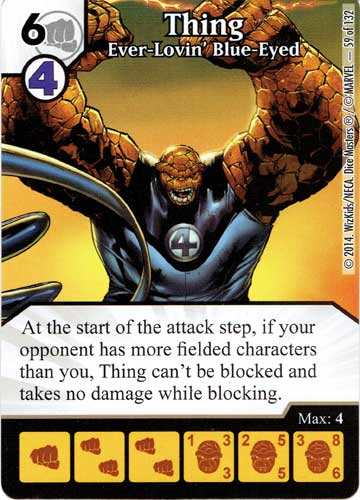 6
Thing
Ever-Lovin' Blue-Eyed
4
4
© 2014. WizKids/NECA. Dice Masters ® / (c)MARVEL — 59 of 132
At the start of the attack step, if your
opponent has more fielded characters
than you, Thing can't be blocked and
takes no damage while blocking.
Max: 4
1 3 3
2 5 5
3 8 6